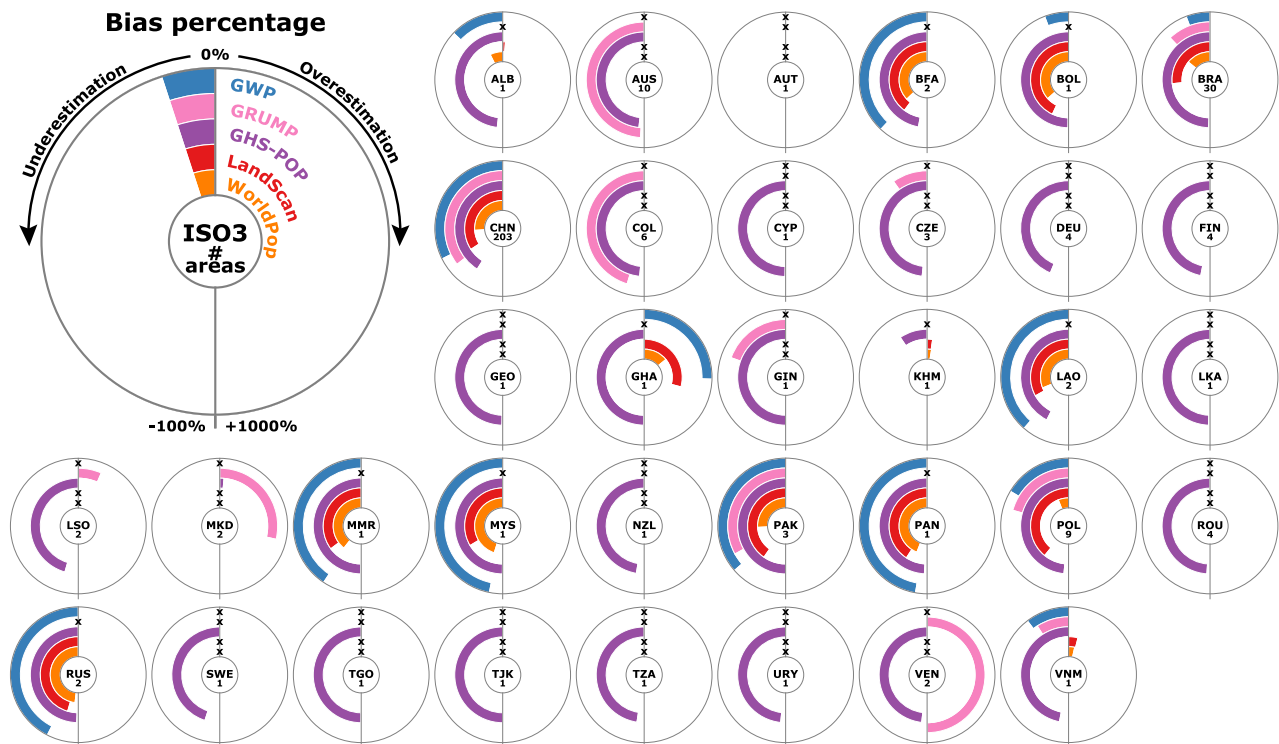 Bias percentage
0%
Underestimation
Overestimation
GWP
GRUMP
GHS-POP
LandScan
WorldPop
ISO3
#
areas
-100% +1000%
x x x x x x
x x x x x x
x x x
x x x
ALB AUS AUT BFA BOL BRA
1 10 1 2 1 30
x x x x x
x x x x x
x x x x x
x x x x x
CHN COL CYP CZE DEU FIN
203 6 1 3 4 4
x x x x x x
x x x x x x
x x x
x x x
GEO GHA GIN KHM LAO LKA
1 1 1 1 2 1
x x x x x
x x x x x
x x x x
x x x x
LSO MKD MMR MYS NZL PAK PAN POL ROU
2 2 1 1 1 3 1 9 4
x x x x x x x
x x x x x x
x x x x x x
x x x x x x
RUS SWE TGO TJK TZA URY VEN VNM
2 1 1 1 1 1 2 1